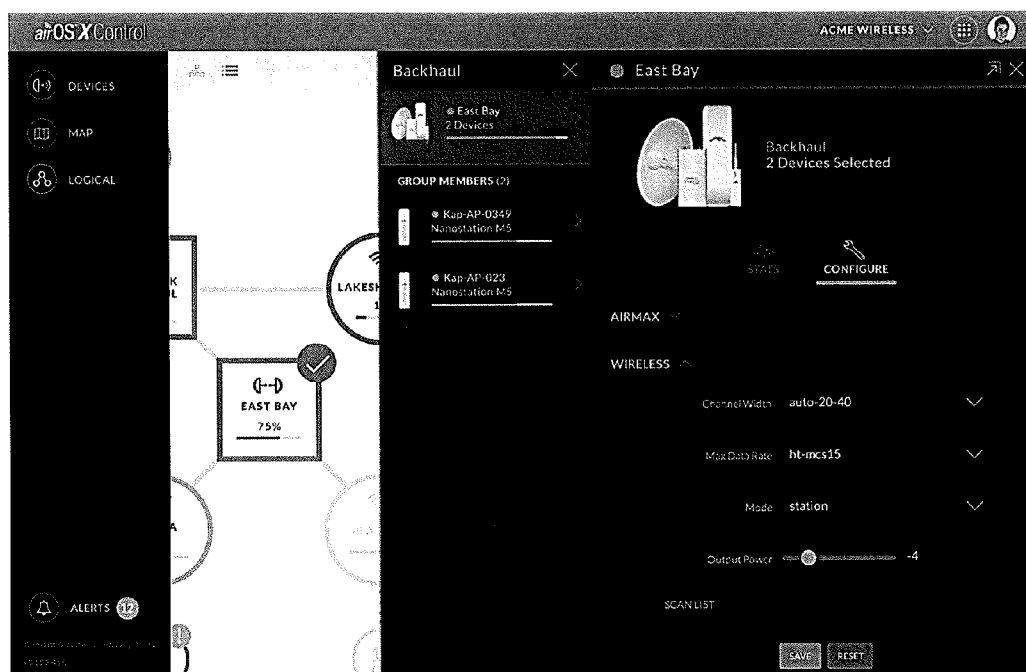 airOS X Control
ACME WIRELESS
DEVICES
MAP
LOGICAL
ALERTS 12
EAST BAY
75%
Backhaul
East Bay
2 Devices
GROUP MEMBERS (2)
Kap-AP-0349
Nanostation M5
Kap-AP-023
Nanostation M5
East Bay
Backhaul
2 Devices Selected
STATS
CONFIGURE
AIRMAX
WIRELESS
Channel Width auto-20-40
Max Data Rate ht-mcs15
Mode station
Output Power -4
SCAN LIST
SAVE RESET